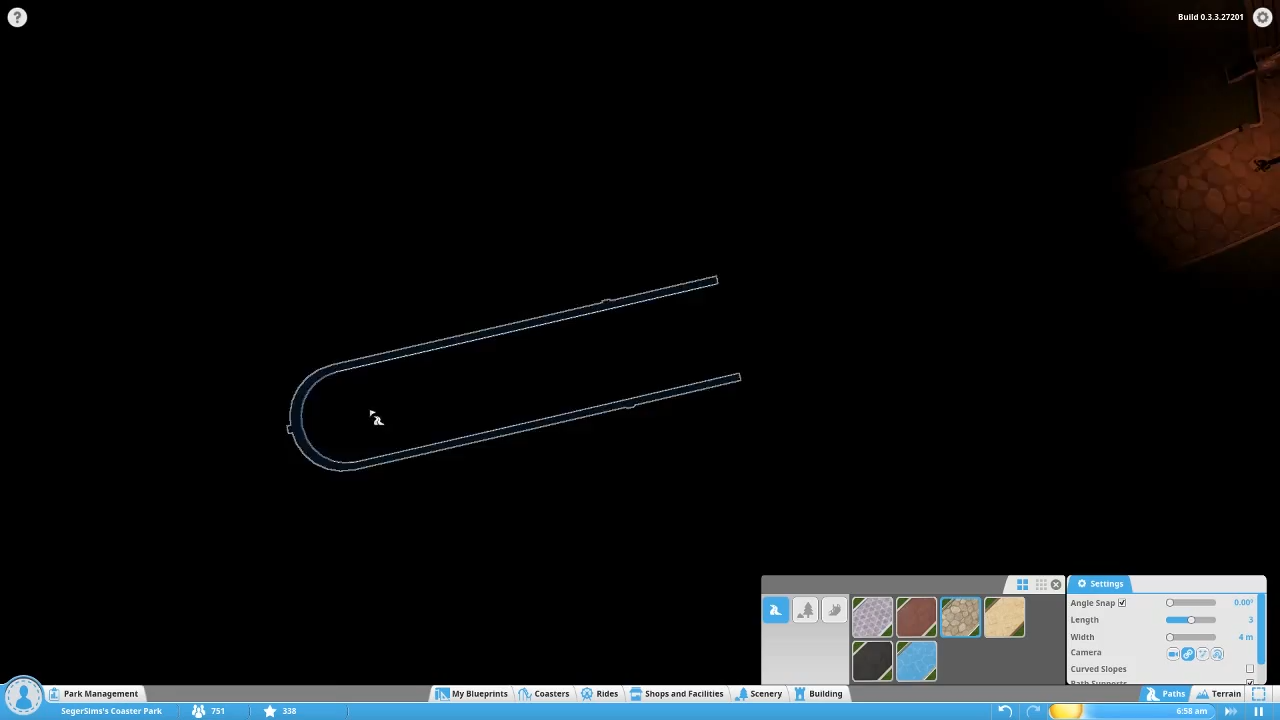 ?
Build 0.3.3.27201
Settings
Angle Snap
0.00º
Length
3
Width
4 m
Camera
Curved Slopes
Park Management
My Blueprints
Coasters
Rides
Shops and Facilities
Scenery
Building
Paths
Terrain
SegerSims's Coaster Park
751
338
6:58 am